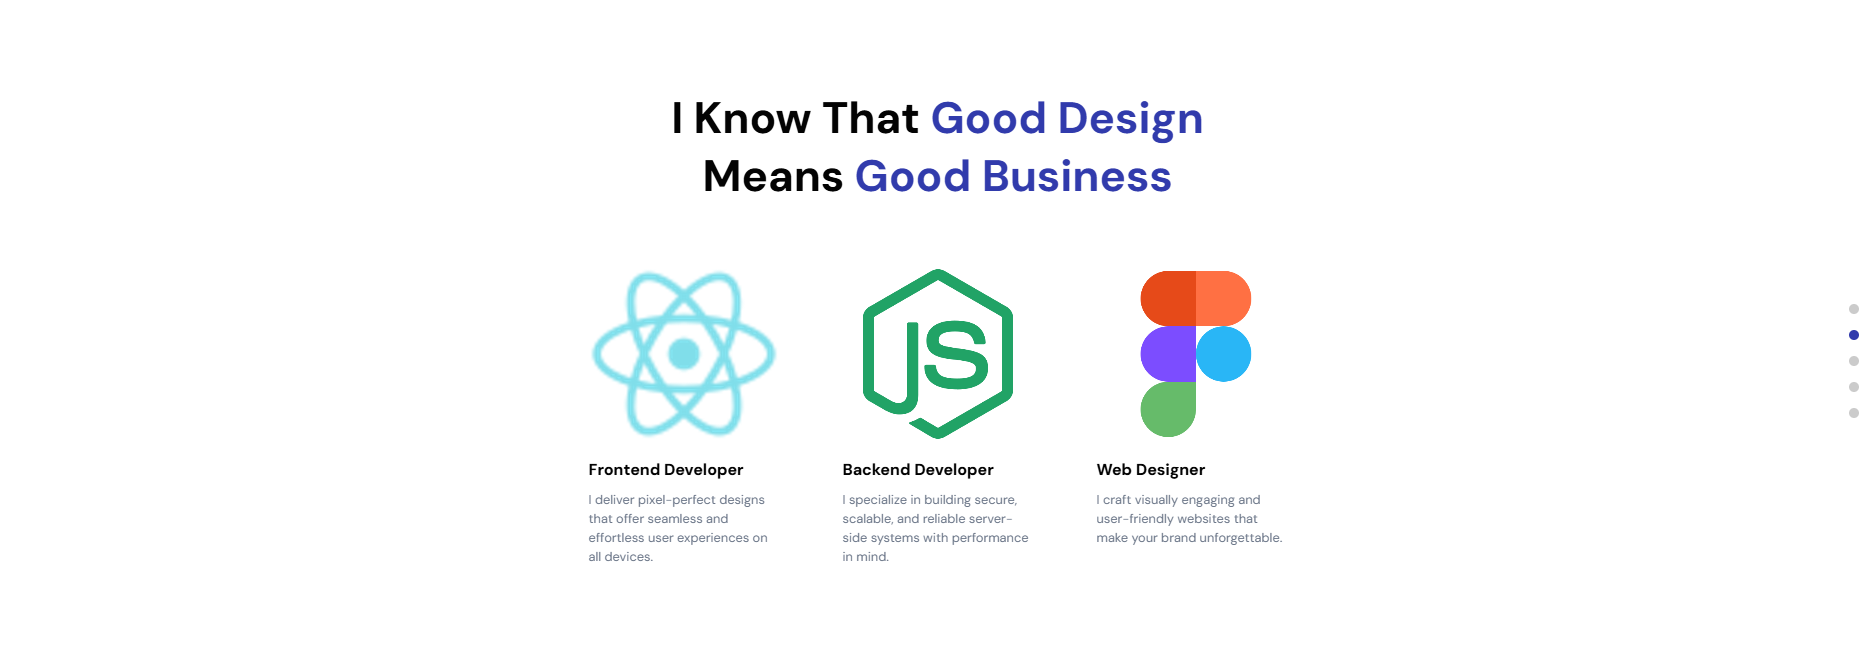 I Know That Good Design
Means Good Business
JS
Frontend Developer
I deliver pixel-perfect designs
that offer seamless and
effortless user experiences on
all devices.
Backend Developer
I specialize in building secure,
scalable, and reliable server-
side systems with performance
in mind.
Web Designer
I craft visually engaging and
user-friendly websites that
make your brand unforgettable.